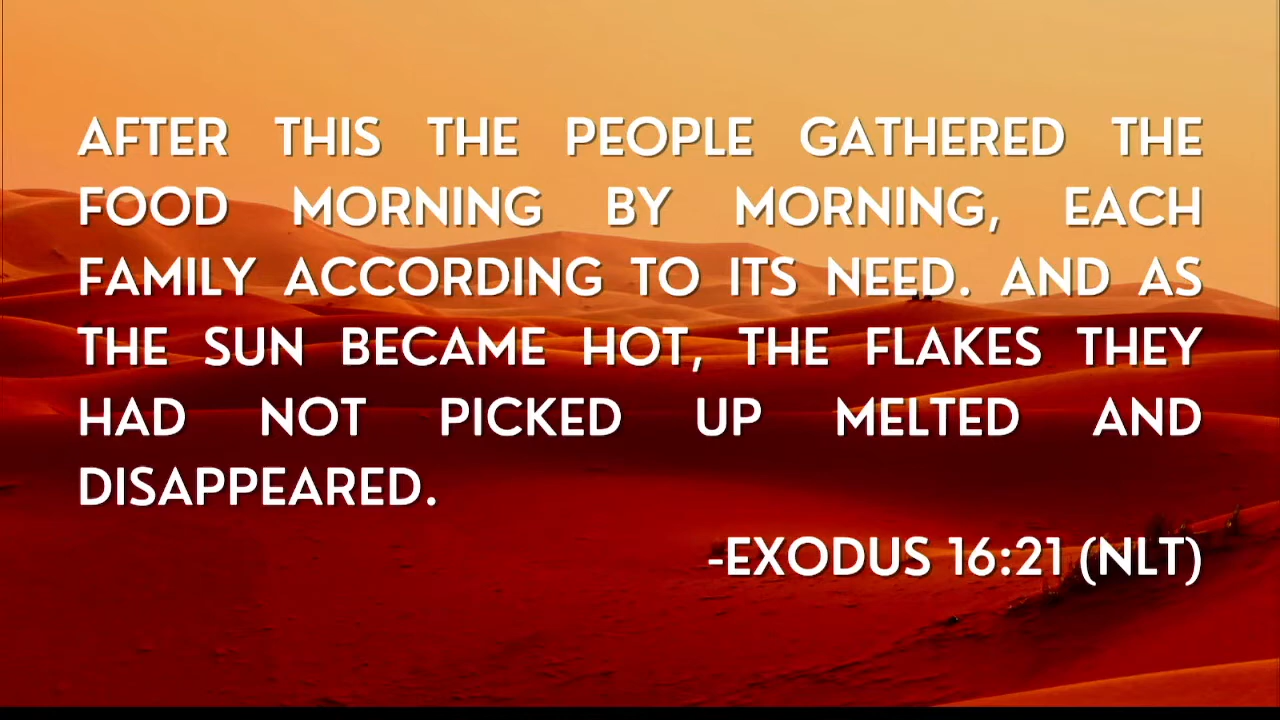 AFTER THIS THE PEOPLE GATHERED THE
FOOD MORNING BY MORNING, EACH
FAMILY ACCORDING TO ITS NEED. AND AS
THE SUN BECAME HOT, THE FLAKES THEY
HAD NOT PICKED UP MELTED AND
DISAPPEARED.
-EXODUS 16:21 (NLT)